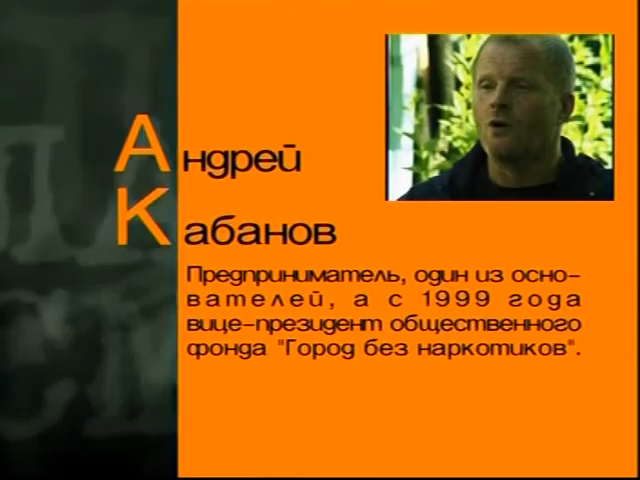 Андрей
Кабанов
Предприниматель, один из осно-
вателей, а с 1999 года
вице-президент общественного
фонда "Город без наркотиков".